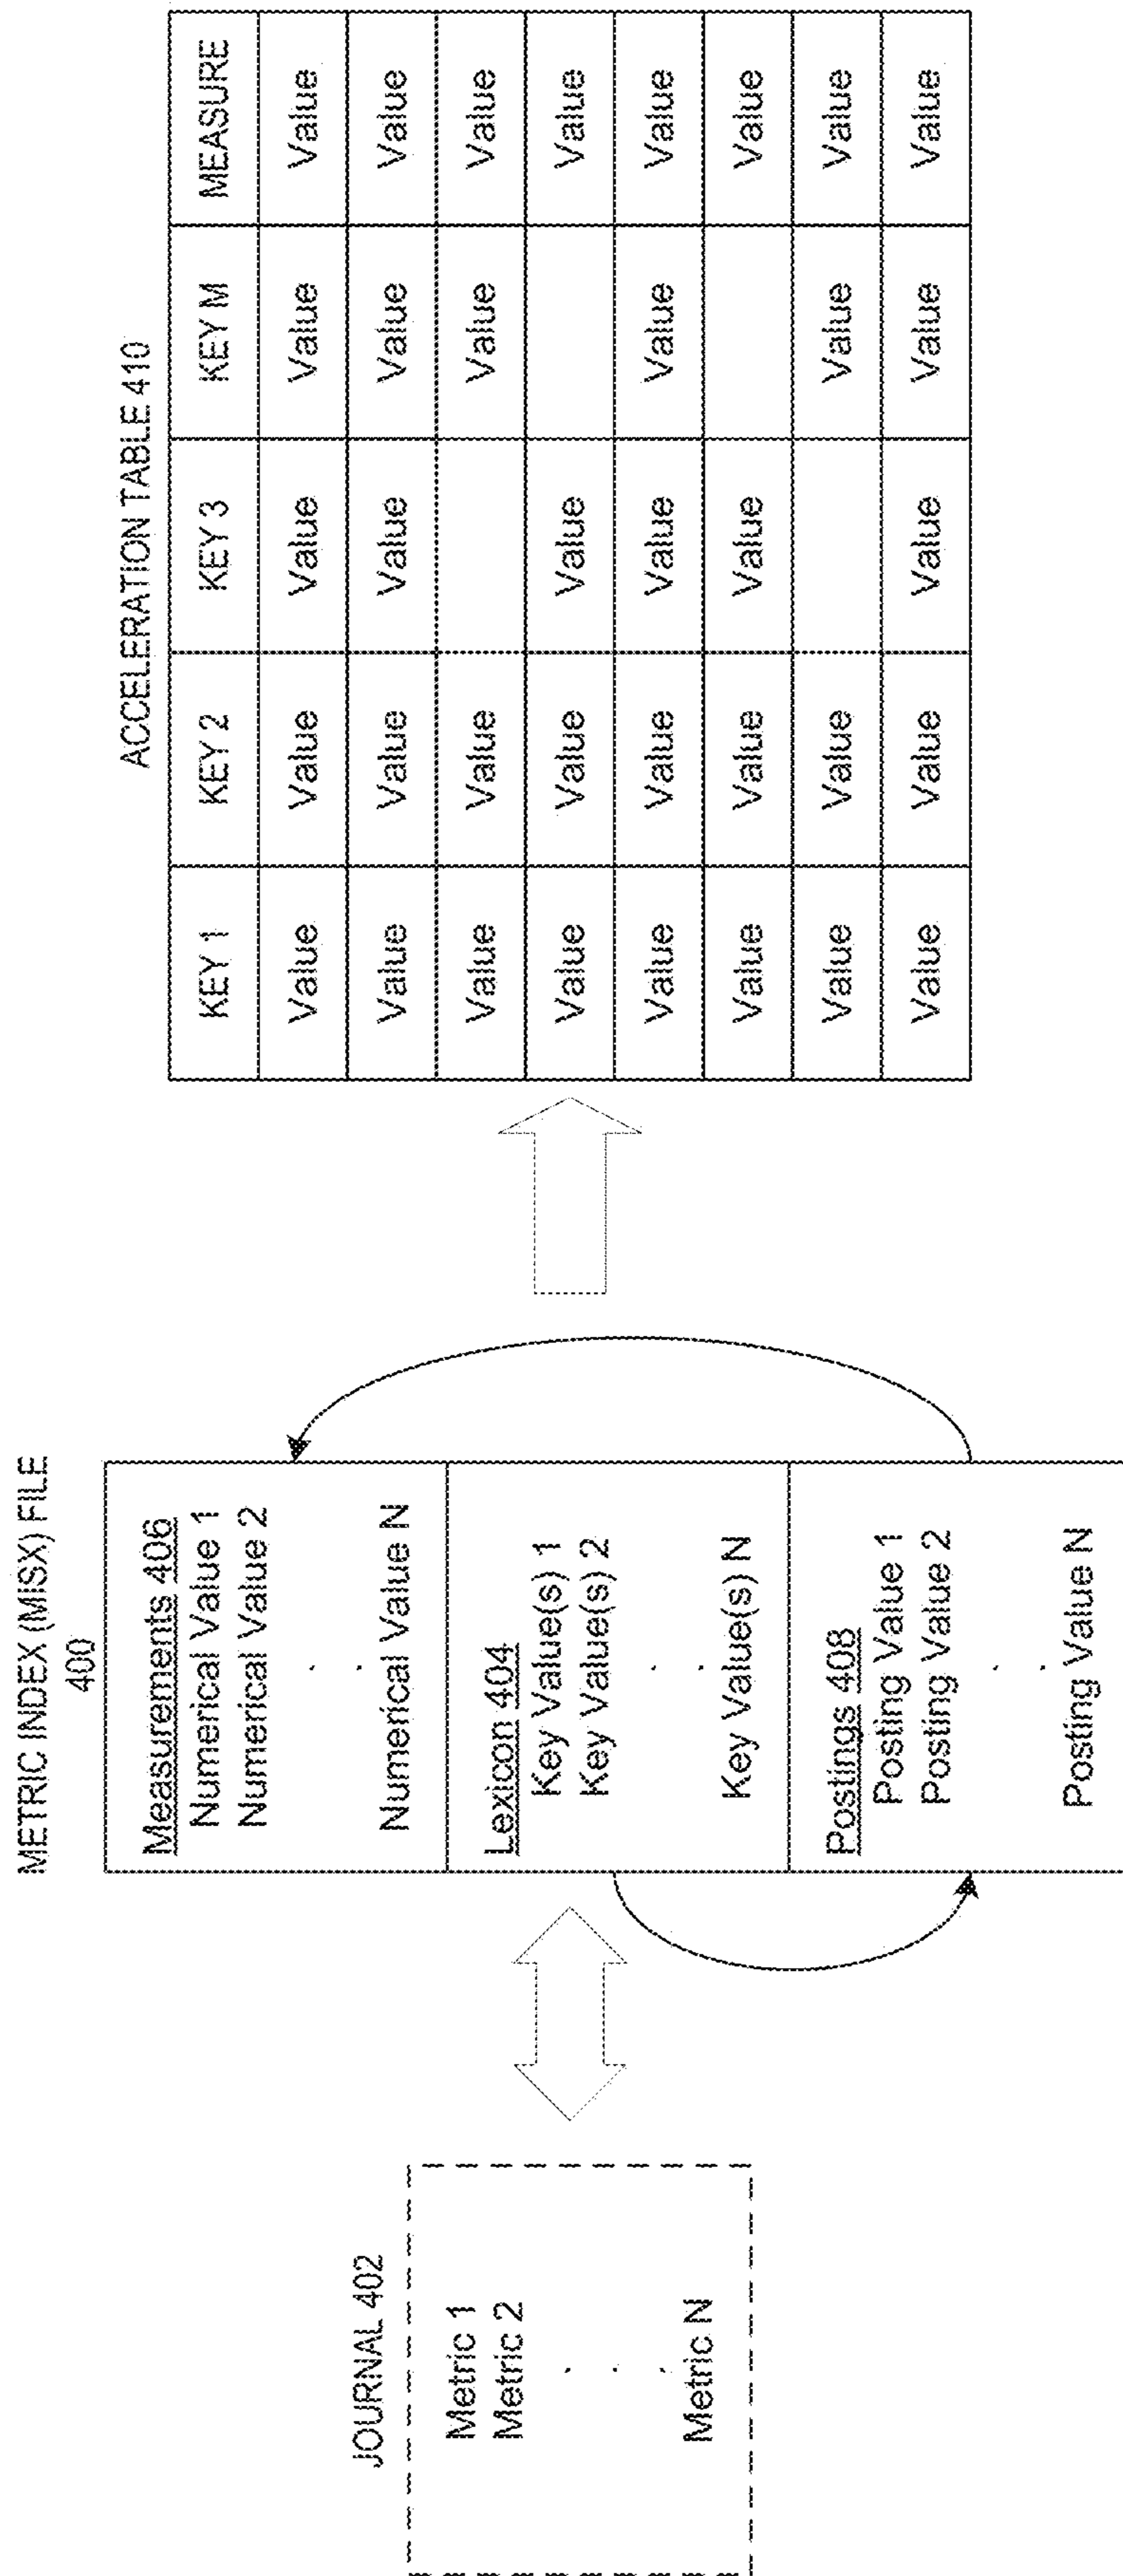 JOURNAL 402
Metric 1
Metric 2
Metric N
METRIC INDEX (MISX) FILE
400
Measurements 406
Numerical Value 1
Numerical Value 2
Numerical Value N
Lexicon 404
Key Value(s) 1
Key Value(s) 2
Key Value(s) N
Postings 408
Posting Value 1
Posting Value 2
Posting Value N
ACCELERATION TABLE 410
KEY 1 KEY 2 KEY 3 KEY M MEASURE
Value Value Value Value Value
Value Value Value Value Value
Value Value Value Value
Value Value Value Value
Value Value Value Value Value
Value Value Value Value
Value Value Value Value
Value Value Value Value Value